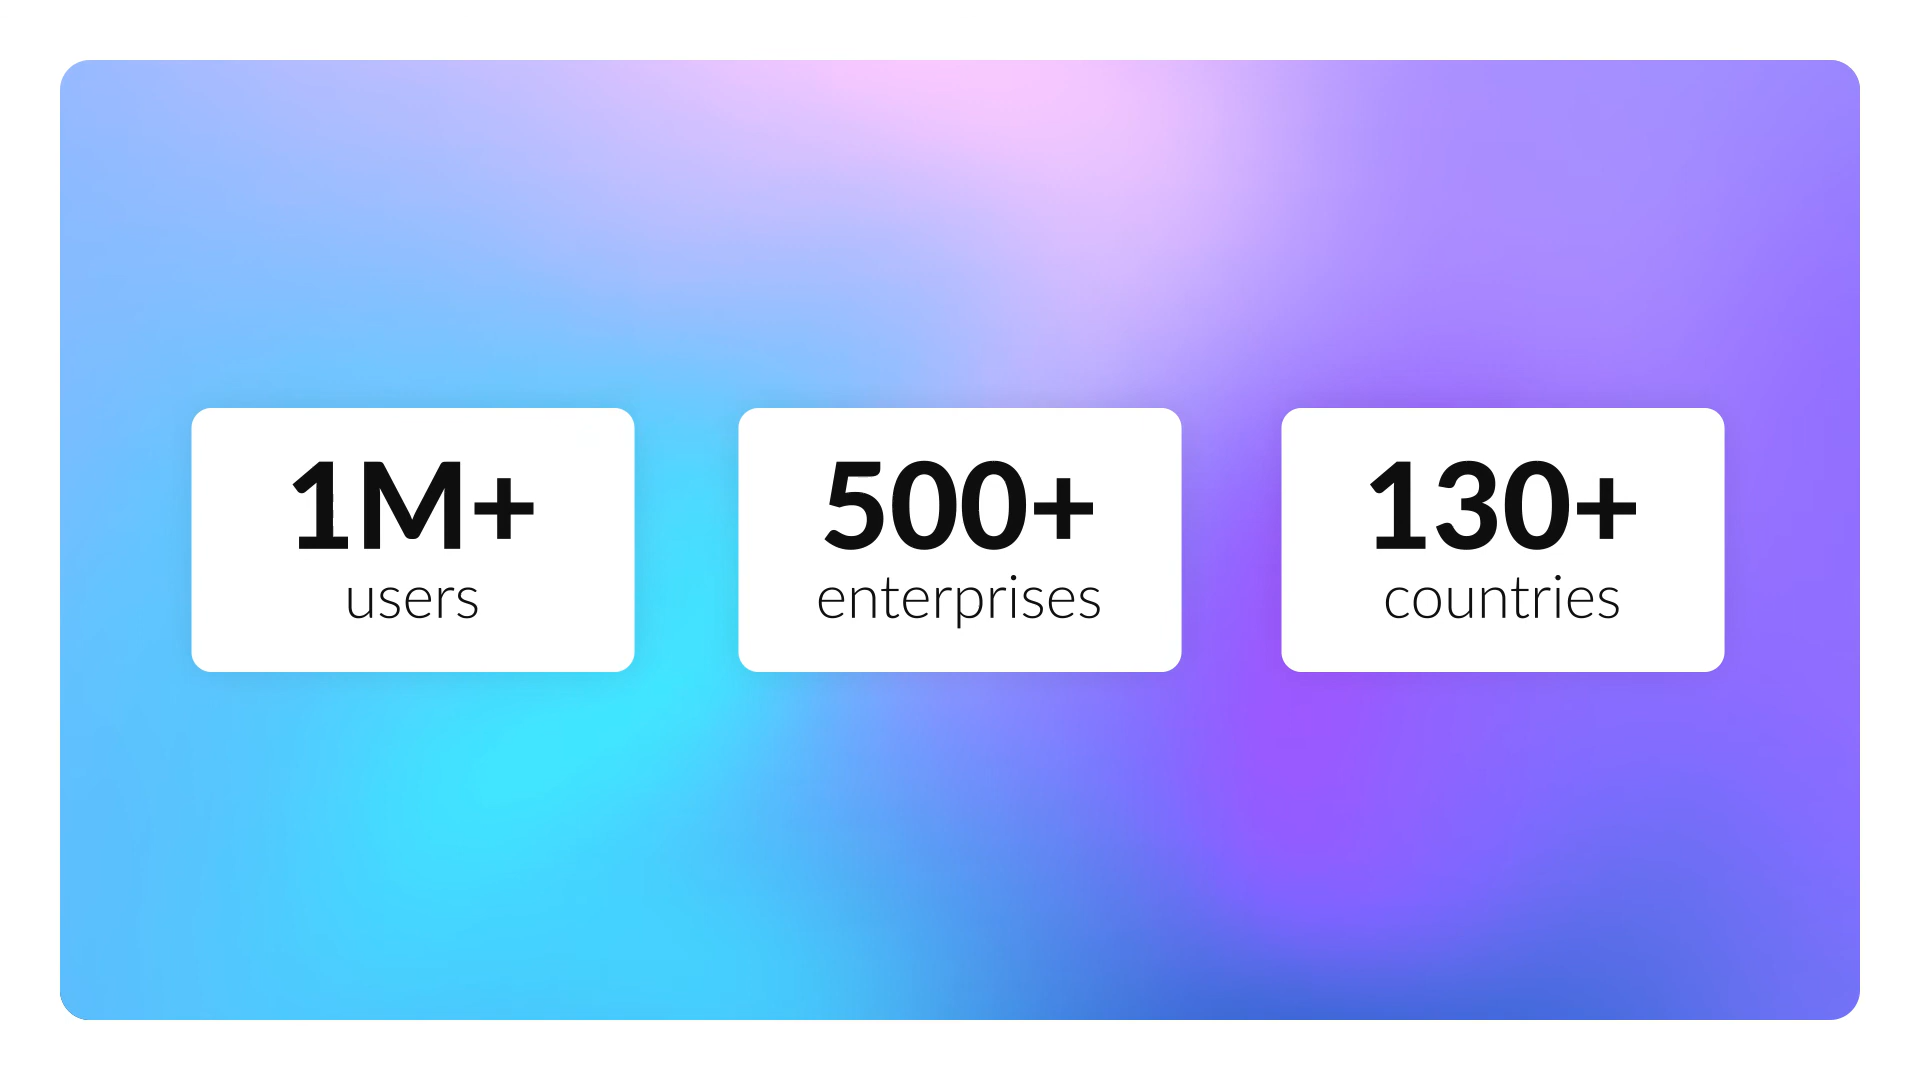 1M+
users
500+
enterprises
130+
countries